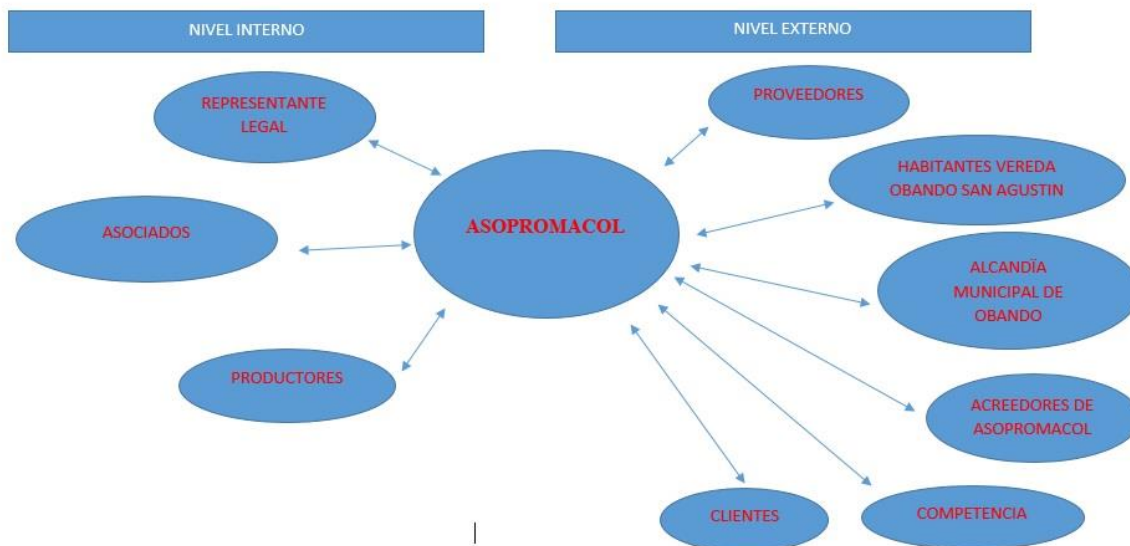 NIVEL INTERNO
NIVEL EXTERNO
REPRESENTANTE
LEGAL
PROVEEDORES
HABITANTES VEREDA
OBANDO SAN AGUSTIN
ASOCIADOS
ASOPROMACOL
ALCANDÏA
MUNICIPAL DE
OBANDO
PRODUCTORES
ACREEDORES DE
ASOPROMACOL
CLIENTES
COMPETENCIA